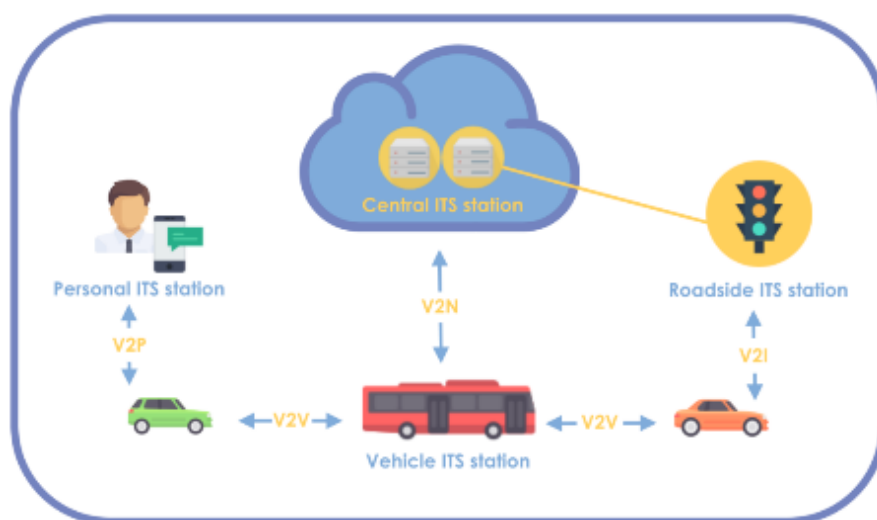 Central ITS station
Personal ITS station
Roadside ITS station
V2N
V2P
V2I
V2V
V2V
Vehicle ITS station